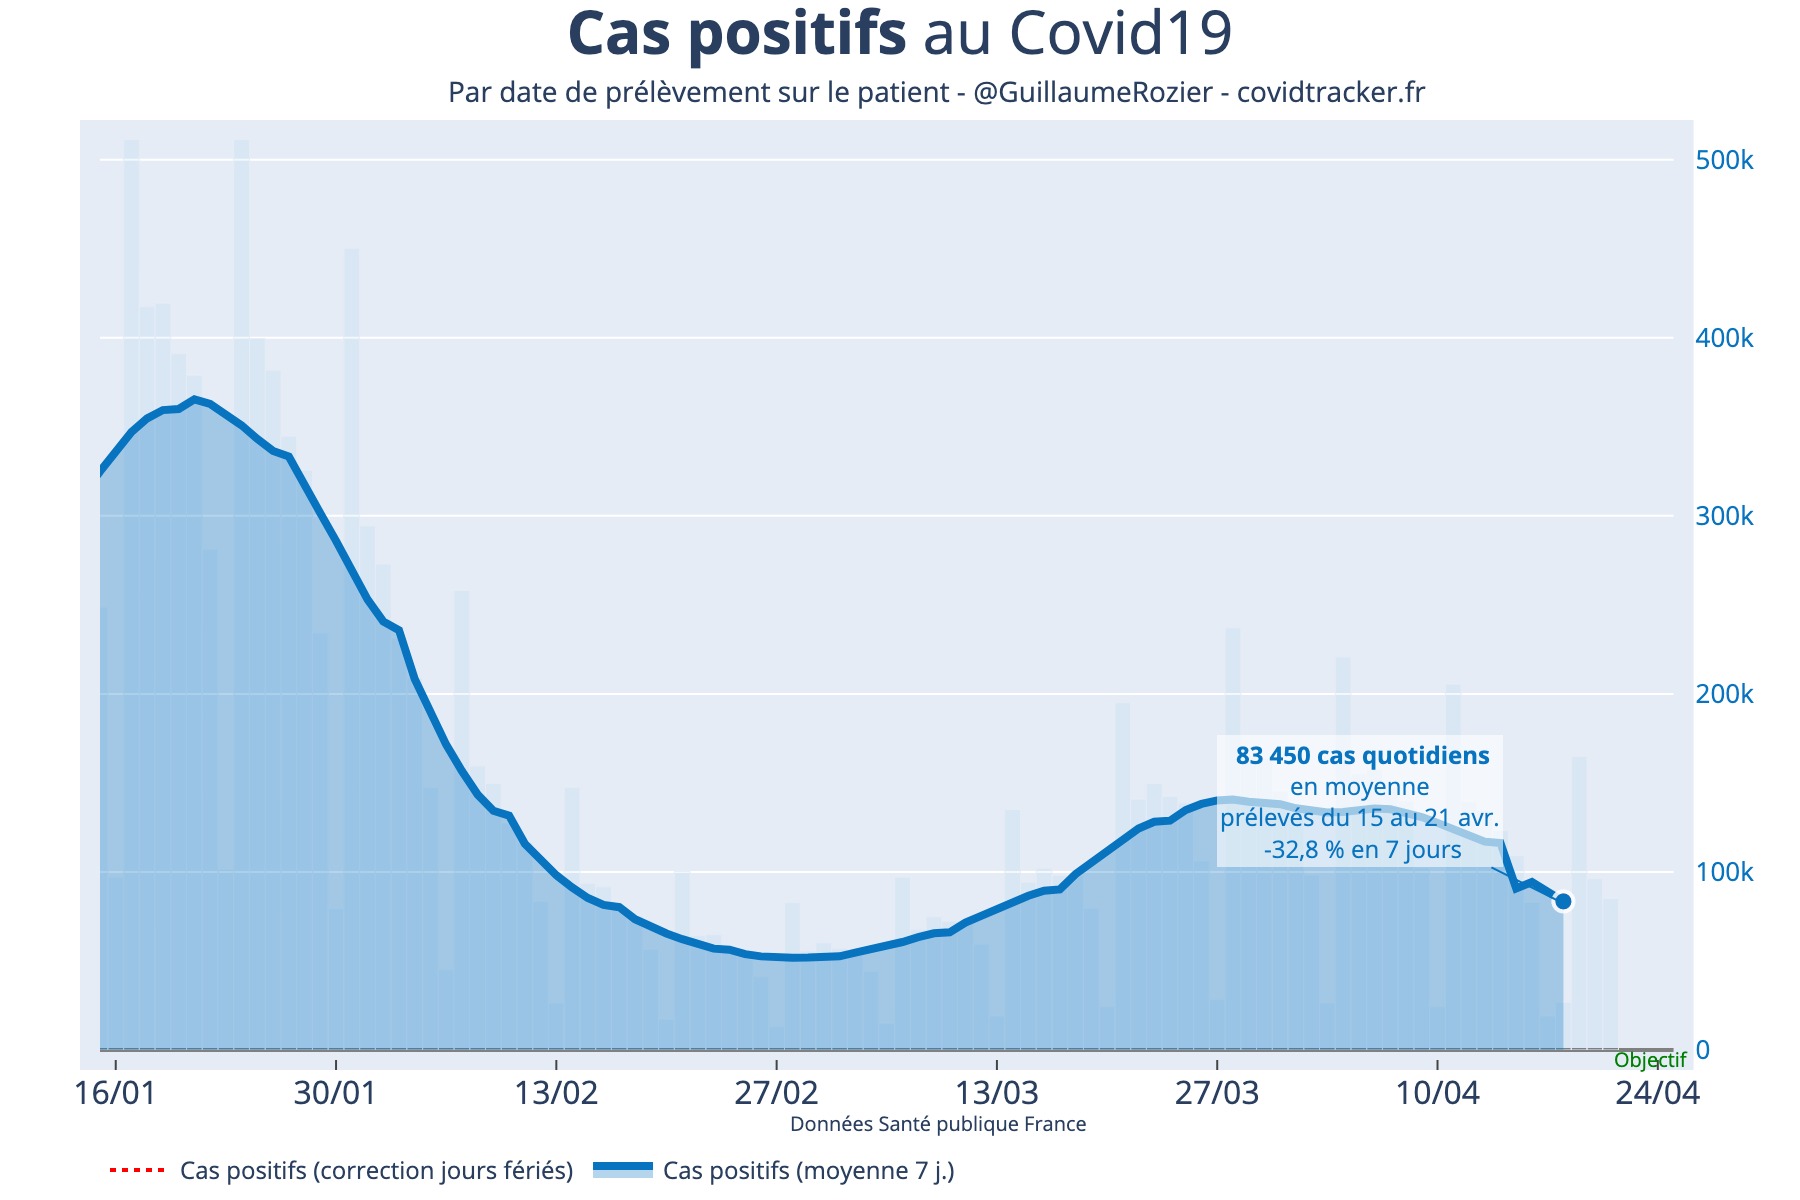 Cas positifs au Covid19
Par date de prélèvement sur le patient - @GuillaumeRozier - covidtracker.fr
500k
400k
300k
200k
100k
0
83 450 cas quotidiens
en moyenne
prélevés du 15 au 21 avr.
-32,8 % en 7 jours
Objectif
16/01 30/01 13/02 27/02 13/03 27/03 10/04 24/04
Données Santé publique France
Cas positifs (correction jours fériés) Cas positifs (moyenne 7 j.)